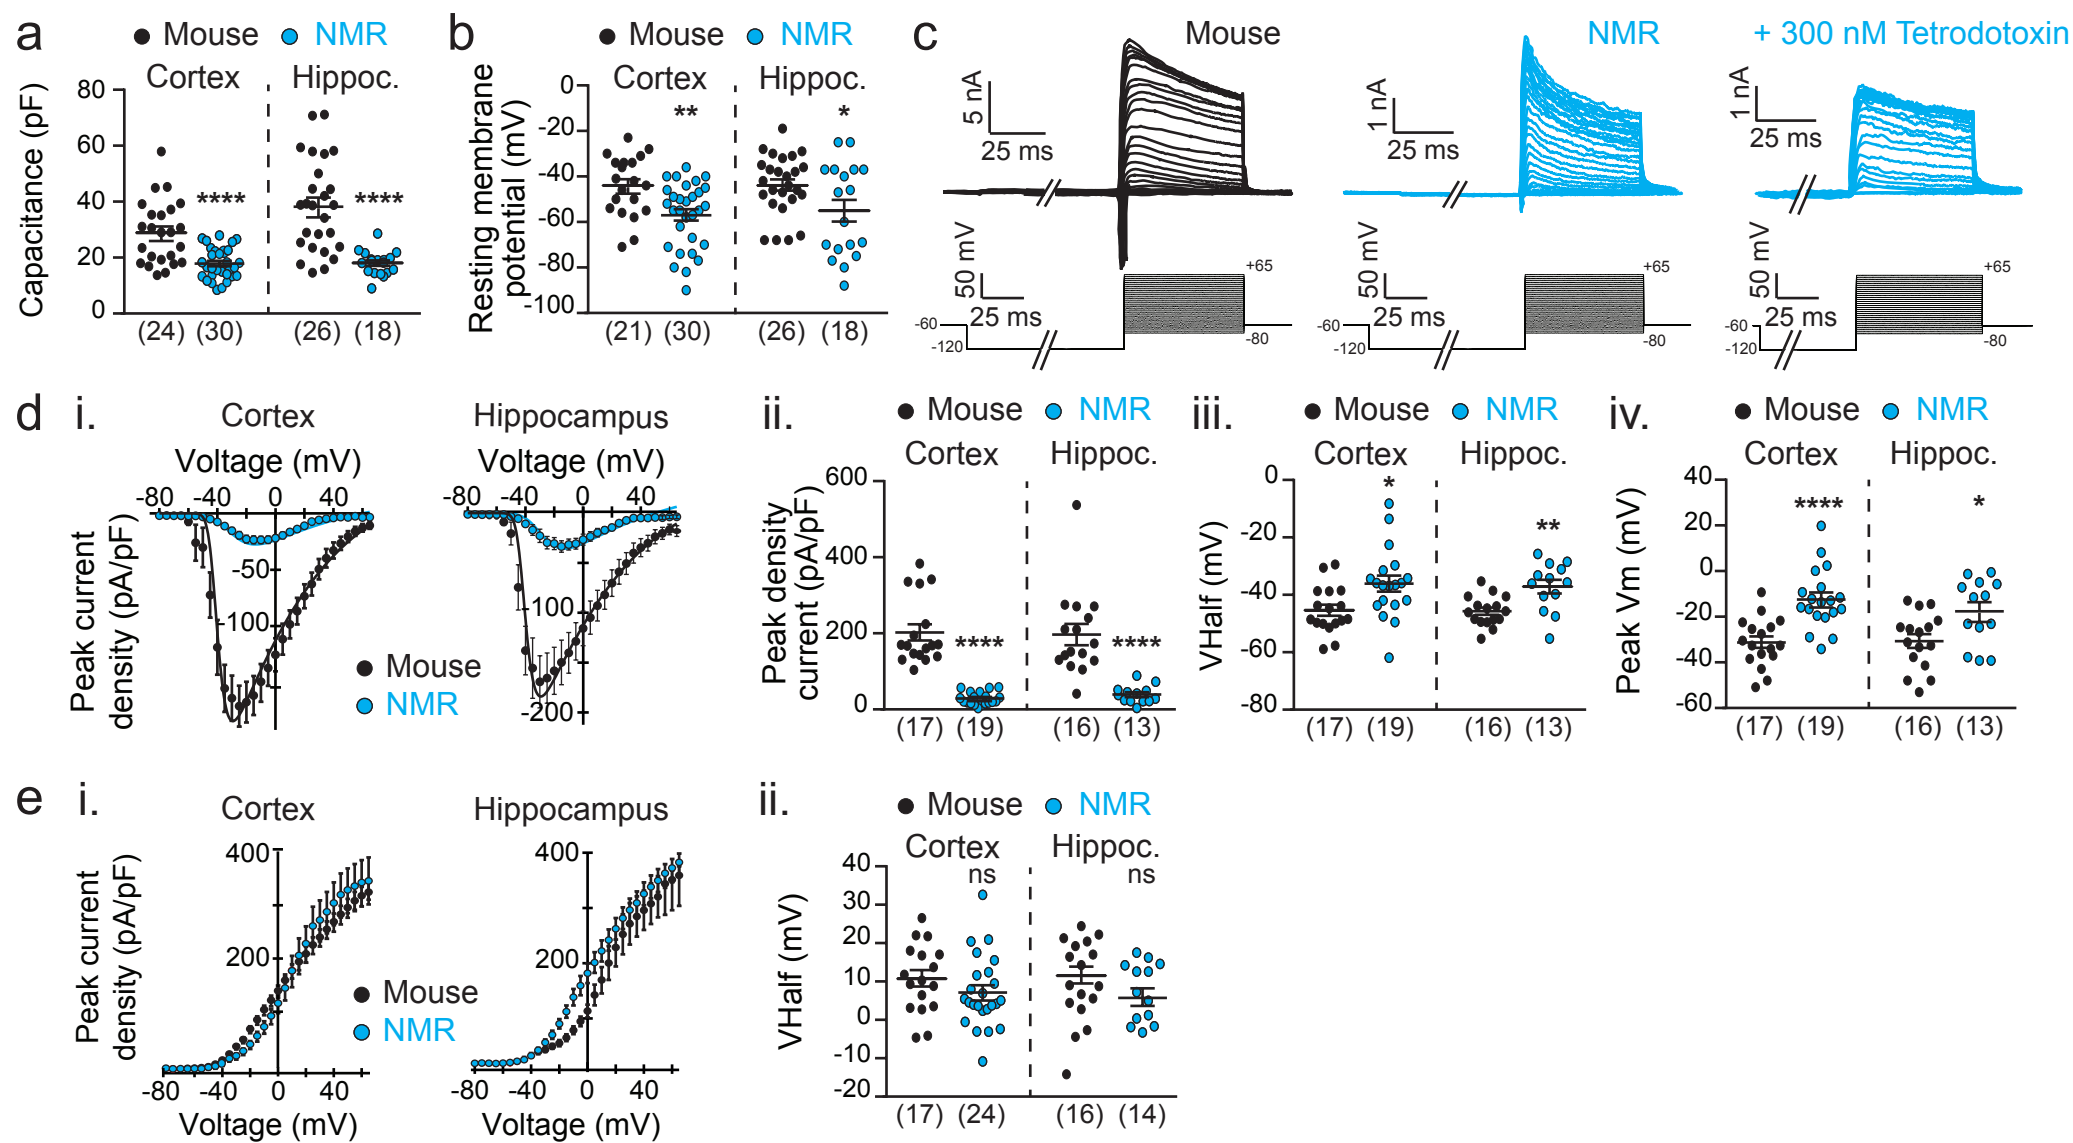 a
Mouse NMR
Cortex Hippoc.
Capacitance (pF)
80
60
40
20
0
**** ****
(24) (30) (26) (18)
b
Mouse NMR
Cortex Hippoc.
Resting membrane
potential (mV)
0
-20
-40
-60
-80
-100
** *
(21) (30) (26) (18)
c
Mouse NMR + 300 nM Tetrodotoxin
5 nA
25 ms
1 nA
25 ms
1 nA
25 ms
50 mV
25 ms
-60
-120
+65
-80
50 mV
25 ms
-60
-120
+65
-80
50 mV
25 ms
-60
-120
+65
-80
d
i.
Cortex
Voltage (mV)
-80 -40 0 40
Peak current
density (pA/pF)
-50
-100
Hippocampus
Voltage (mV)
-80 -40 0 40
-100
-200
Mouse
NMR
ii.
Mouse NMR
Cortex Hippoc.
Peak density
current (pA/pF)
600
400
200
0
**** ****
(17) (19) (16) (13)
iii.
Mouse NMR
Cortex Hippoc.
VHalf (mV)
0
-20
-40
-60
-80
* **
(17) (19) (16) (13)
iv.
Mouse NMR
Cortex Hippoc.
Peak Vm (mV)
40
20
0
-20
-40
-60
**** *
(17) (19) (16) (13)
e
i.
Cortex
Peak current
density (pA/pF)
400
200
-80 -40 0 40
Voltage (mV)
Mouse
NMR
Hippocampus
400
200
-80 -40 0 40
Voltage (mV)
ii.
Mouse NMR
Cortex Hippoc.
ns ns
VHalf (mV)
40
30
20
10
0
-10
-20
(17) (24) (16) (14)